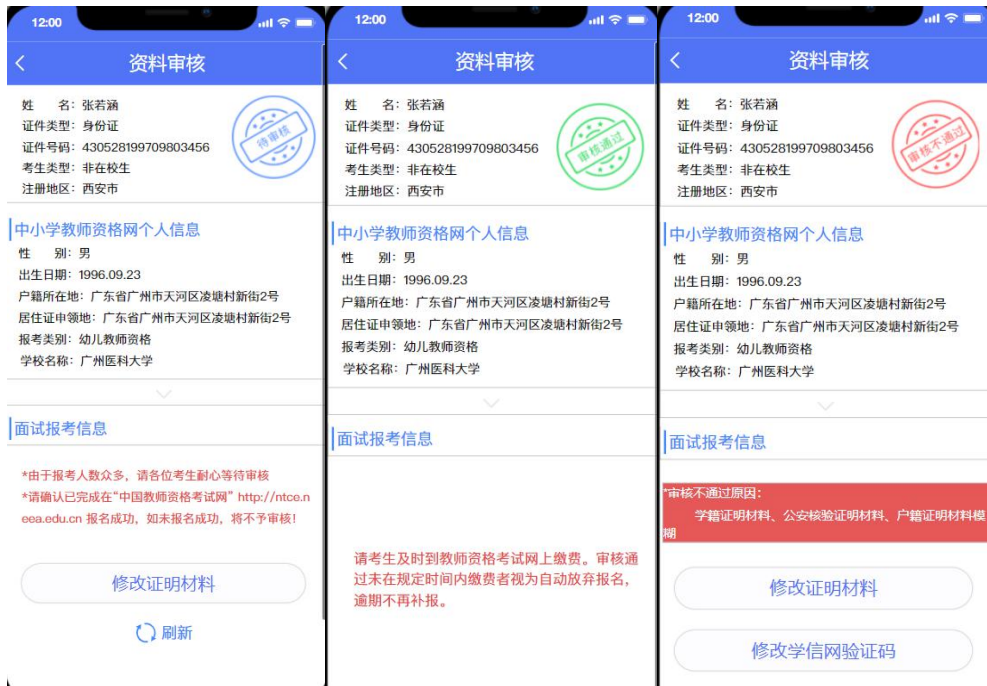 12:00
资料审核
姓 名：张若涵
证件类型：身份证
证件号码：430528199709803456
考生类型：非在校生
注册地区：西安市
待审核
中小学教师资格网个人信息
性 别：男
出生日期：1996.09.23
户籍所在地：广东省广州市天河区凌塘村新街2号
居住证申领地：广东省广州市天河区凌塘村新街2号
报考类别：幼儿教师资格
学校名称：广州医科大学
面试报考信息
*由于报考人数众多，请各位考生耐心等待审核
*请确认已完成在“中国教师资格考试网” http://ntce.n
eea.edu.cn 报名成功，如未报名成功，将不予审核！
修改证明材料
刷新
12:00
资料审核
姓 名：张若涵
证件类型：身份证
证件号码：430528199709803456
考生类型：非在校生
注册地区：西安市
审核通过
中小学教师资格网个人信息
性 别：男
出生日期：1996.09.23
户籍所在地：广东省广州市天河区凌塘村新街2号
居住证申领地：广东省广州市天河区凌塘村新街2号
报考类别：幼儿教师资格
学校名称：广州医科大学
面试报考信息
请考生及时到教师资格考试网上缴费。审核通
过未在规定时间内缴费者视为自动放弃报名，
逾期不再补报。
12:00
资料审核
姓 名：张若涵
证件类型：身份证
证件号码：430528199709803456
考生类型：非在校生
注册地区：西安市
审核不通过
中小学教师资格网个人信息
性 别：男
出生日期：1996.09.23
户籍所在地：广东省广州市天河区凌塘村新街2号
居住证申领地：广东省广州市天河区凌塘村新街2号
报考类别：幼儿教师资格
学校名称：广州医科大学
面试报考信息
*审核不通过原因：
学籍证明材料、公安核验证明材料、户籍证明材料模
糊
修改证明材料
修改学信网验证码